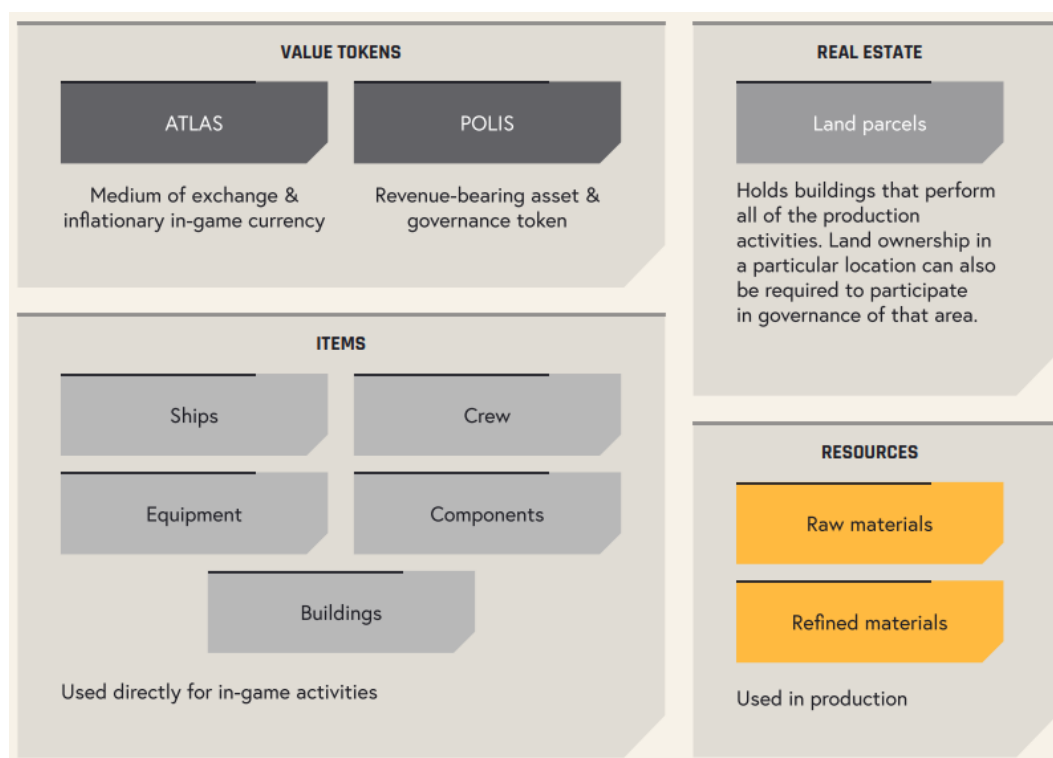 VALUE TOKENS
ATLAS
POLIS
Medium of exchange &
inflationary in-game currency
Revenue-bearing asset &
governance token
REAL ESTATE
Land parcels
Holds buildings that perform
all of the production
activities. Land ownership in
a particular location can also
be required to participate
in governance of that area.
ITEMS
Ships
Crew
Equipment
Components
Buildings
Used directly for in-game activities
RESOURCES
Raw materials
Refined materials
Used in production